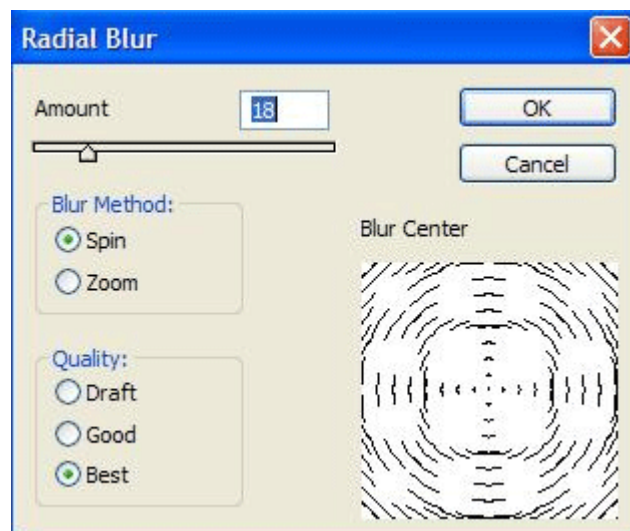 Radial Blur
Amount 18
OK
Cancel
Blur Method:
Spin
Zoom
Blur Center
Quality:
Draft
Good
Best